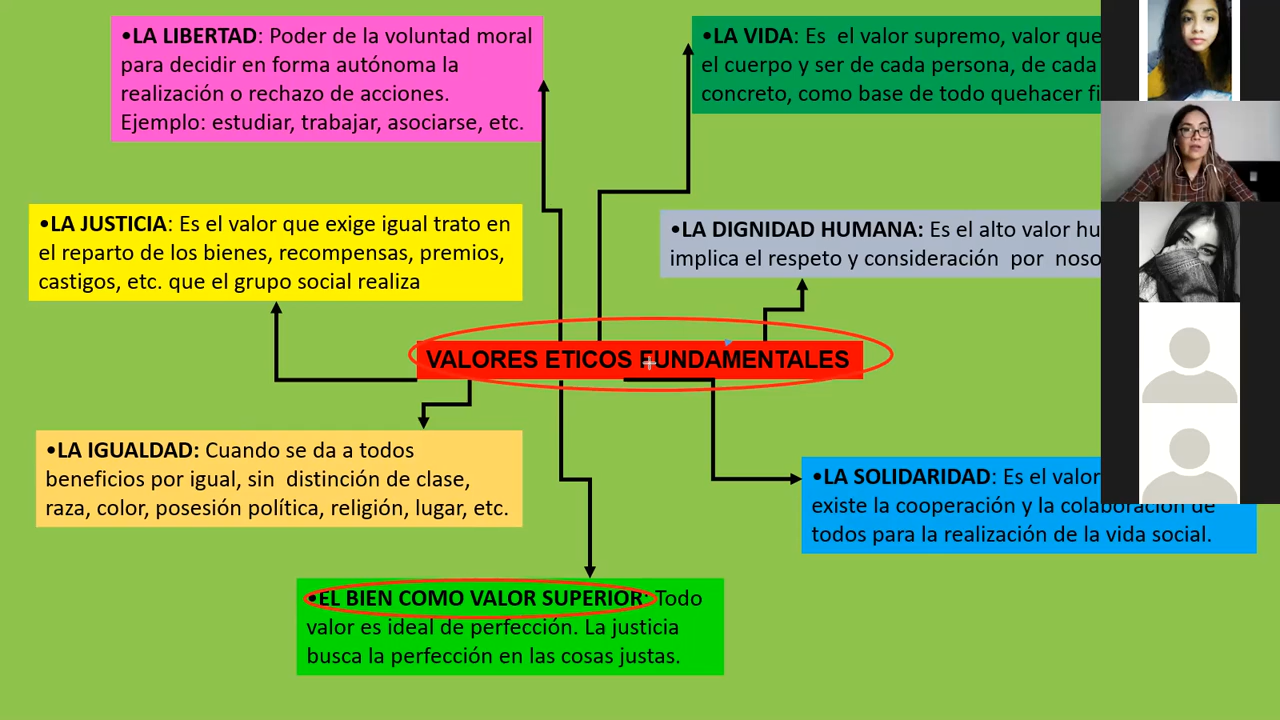 •LA LIBERTAD: Poder de la voluntad moral
para decidir en forma autónoma la
realización o rechazo de acciones.
Ejemplo: estudiar, trabajar, asociarse, etc.
•LA VIDA: Es el valor supremo, valor que
el cuerpo y ser de cada persona, de cada
concreto, como base de todo quehacer
•LA JUSTICIA: Es el valor que exige igual trato en
el reparto de los bienes, recompensas, premios,
castigos, etc. que el grupo social realiza
•LA DIGNIDAD HUMANA: Es el alto valor
implica el respeto y consideración por
VALORES ETICOS FUNDAMENTALES
•LA IGUALDAD: Cuando se da a todos
beneficios por igual, sin distinción de clase,
raza, color, posesión política, religión, lugar, etc.
•LA SOLIDARIDAD: Es el valor
existe la cooperación y la colaboración de
todos para la realización de la vida social.
•EL BIEN COMO VALOR SUPERIOR: Todo
valor es ideal de perfección. La justicia
busca la perfección en las cosas justas.